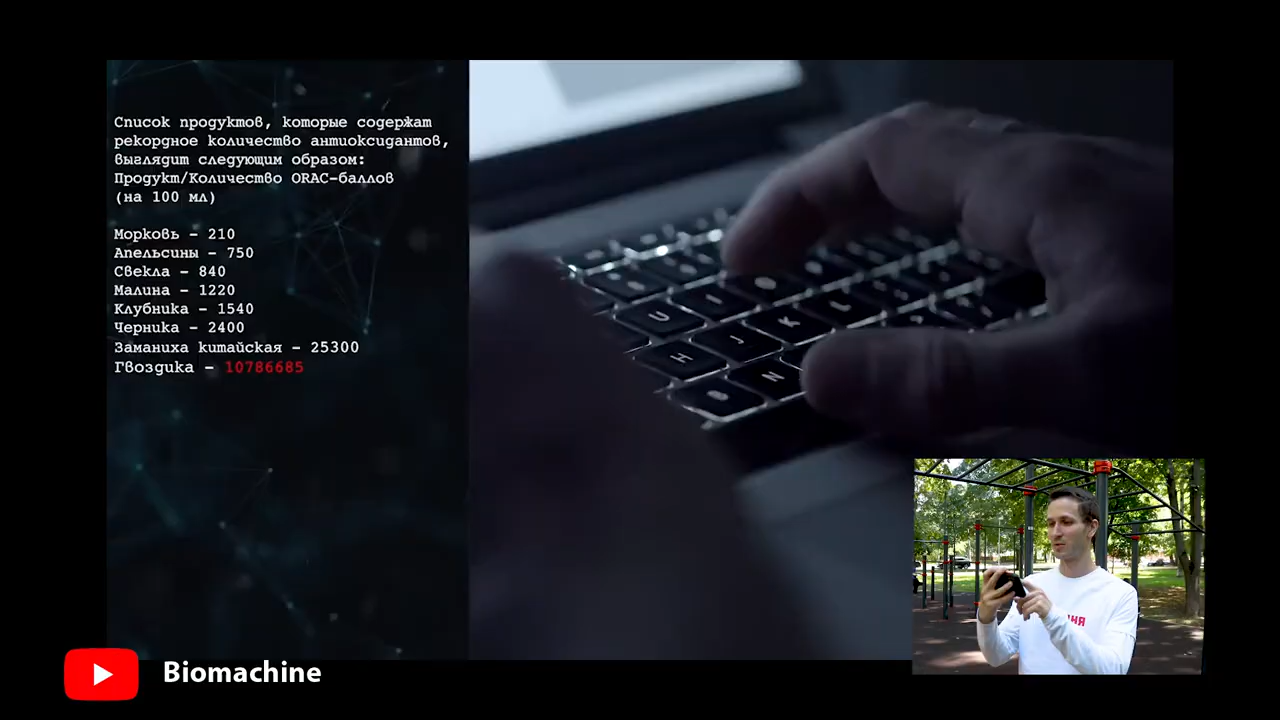 Список продуктов, которые содержат
рекордное количество антиоксидантов,
выглядит следующим образом:
Продукт/Количество ORAC-баллов
(на 100 мл)
Морковь - 210
Апельсины - 750
Свекла - 840
Малина - 1220
Клубника - 1540
Черника - 2400
Заманиха китайская - 25300
Гвоздика - 10786685
U
I
J
K
H
N
B
Biomachine